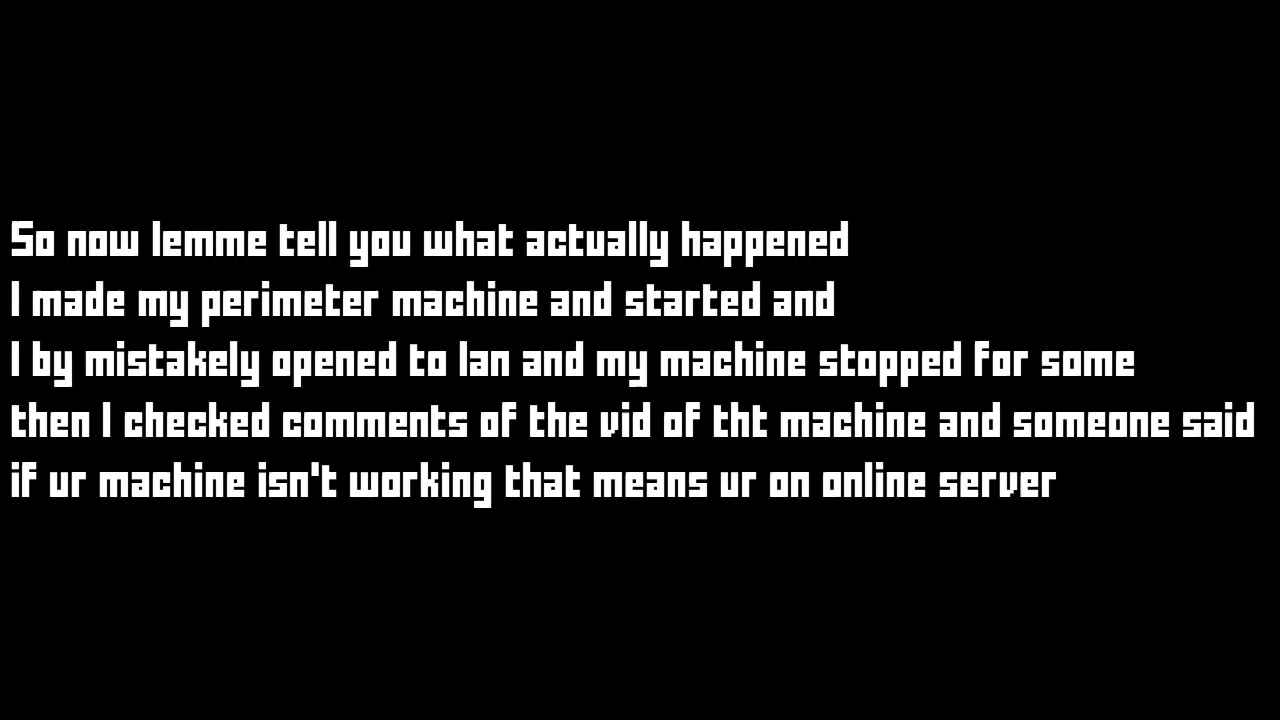 So now lemme tell you what actually happened
I made my perimeter machine and started and
I by mistakely opened to lan and my machine stopped for some
then I checked comments of the vid of tht machine and someone said
if ur machine isn't working that means ur on online server